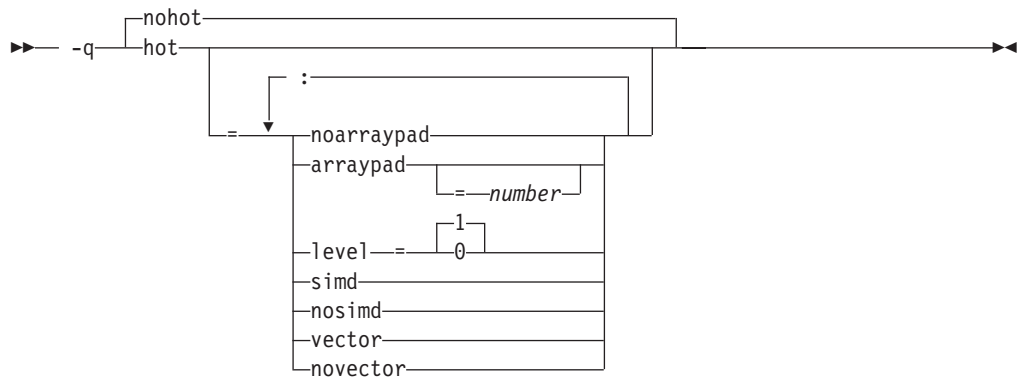 nohot
-q hot
:
= noarraypad
arraypad
= number
1
level = 0
simd
nosimd
vector
novector